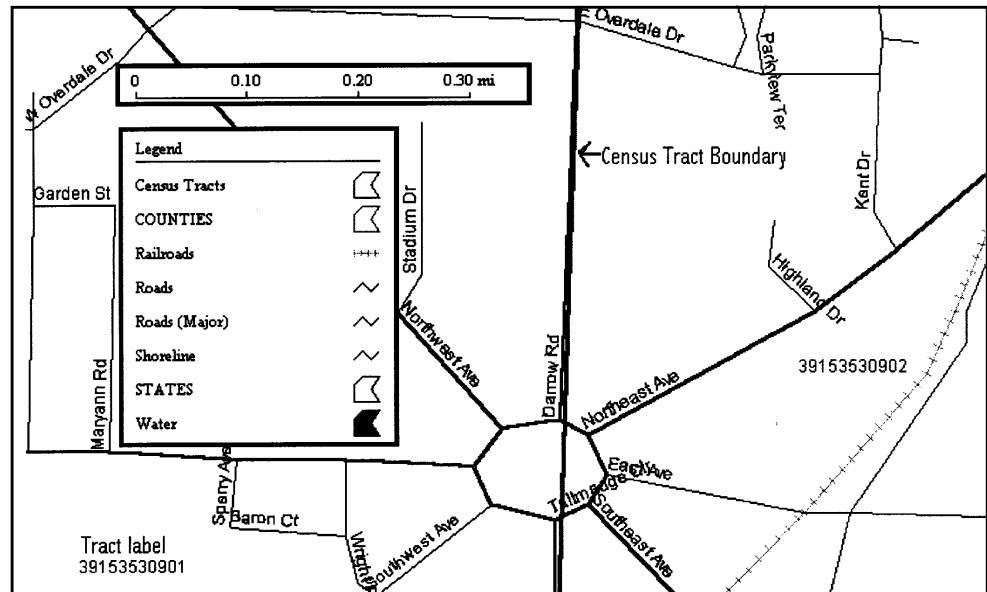 E Overdale Dr
W Overdale Dr
Parkview Ter
0 0.10 0.20 0.30 mi
Legend
Census Tracts
COUNTIES
Railroads
Roads
Roads (Major)
Shoreline
STATES
Water
←Census Tract Boundary
Garden St
Kent Dr
Stadium Dr
Highland Dr
Northwest Ave
Darrow Rd
Northeast Ave
39153530902
Maryann Rd
East Ave
Sperry Ave
Baron Ct
Southwest Ave
Southeast Ave
Tract label
39153530901